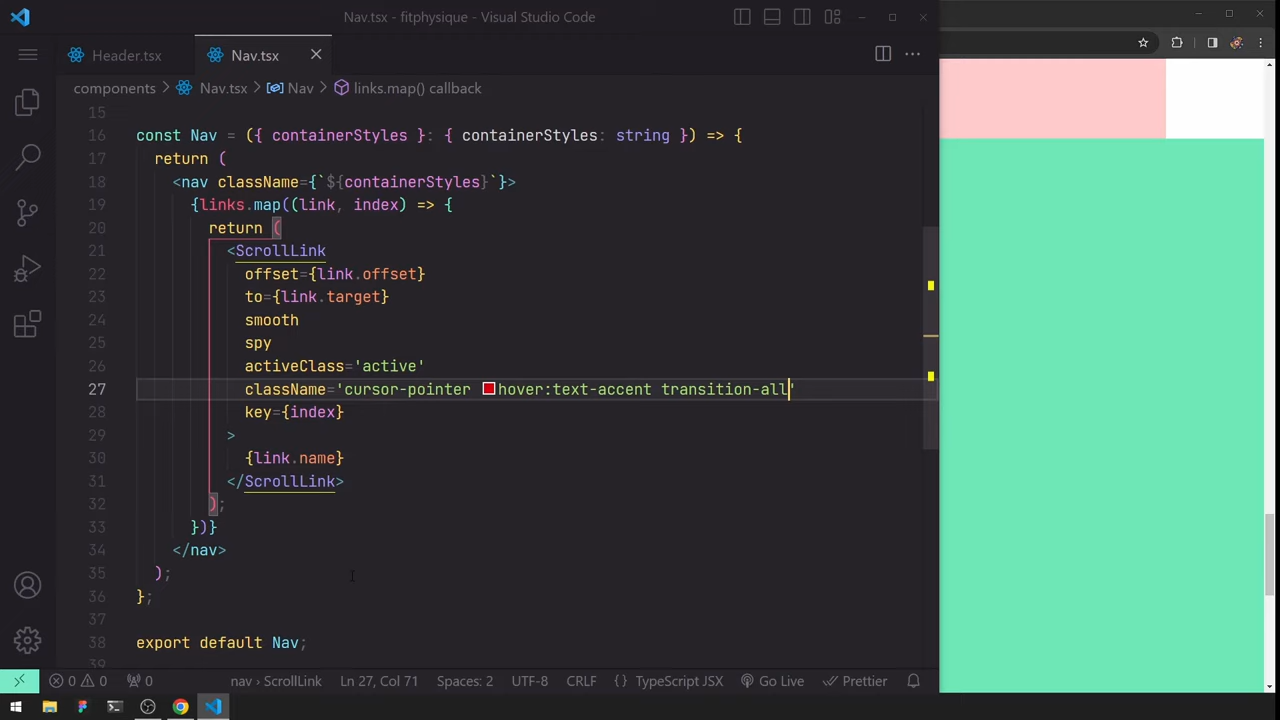 Nav.tsx - fitphysique - Visual Studio Code
Header.tsx
Nav.tsx
components > Nav.tsx > Nav > links.map() callback
15
16 const Nav = ({ containerStyles }: { containerStyles: string }) => {
17 return (
18 <nav className={`${containerStyles}`}>
19 {links.map((link, index) => {
20 return (
21 <ScrollLink
22 offset={link.offset}
23 to={link.target}
24 smooth
25 spy
26 activeClass='active'
27 className='cursor-pointer hover:text-accent transition-all'
28 key={index}
29 >
30 {link.name}
31 </ScrollLink>
32 );
33 })}
34 </nav>
35 );
36 };
37
38 export default Nav;
39
0 0 0 nav > ScrollLink Ln 27, Col 71 Spaces: 2 UTF-8 CRLF {} TypeScript JSX Go Live Prettier